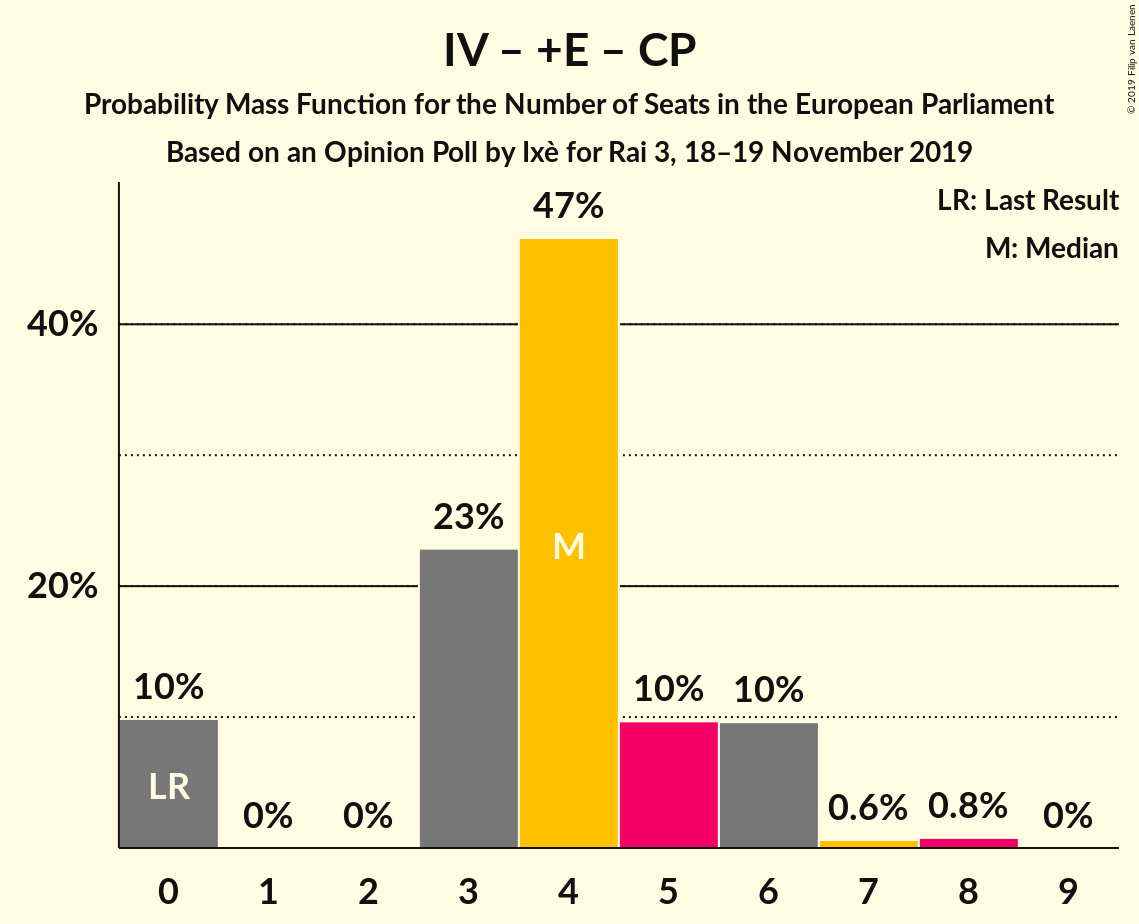 IV – +E – CP
Probability Mass Function for the Number of Seats in the European Parliament
Based on an Opinion Poll by Ixè for Rai 3, 18–19 November 2019
© 2019 Filip van Laenen
LR: Last Result
M: Median
47%
40%
23%
M
20%
10%
10%
10%
LR
0%
0%
0.6%
0.8%
0%
0 1 2 3 4 5 6 7 8 9